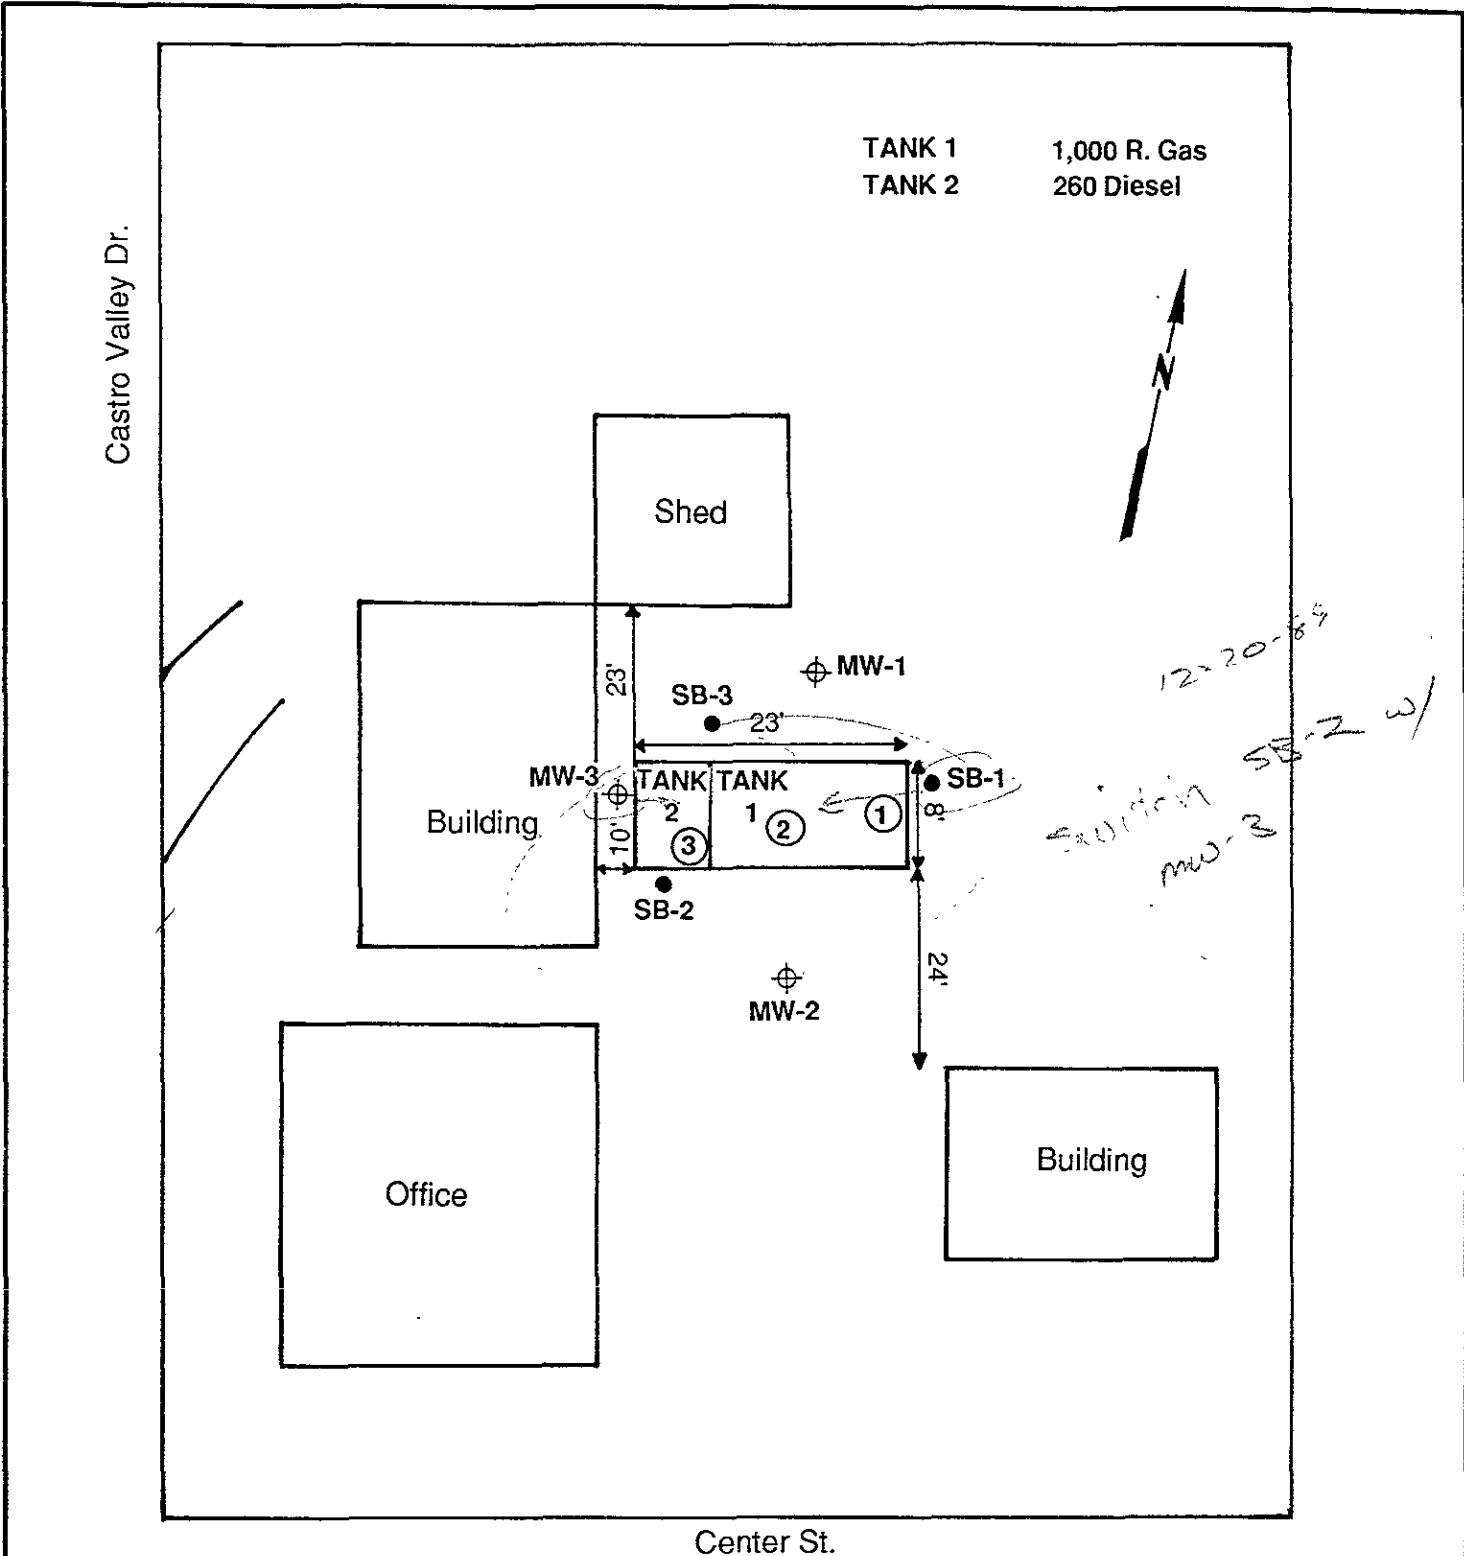 TANK 1 1,000 R. Gas
TANK 2 260 Diesel
Castro Valley Dr.
N
Shed
12-20-89
23'
MW-1
SB-3
23'
SB-2 w/
MW-3
TANK
2
TANK
1
SB-1
8'
1
2
3
Building
10'
MW-3
SB-2
24'
MW-2
Building
Office
Center St.